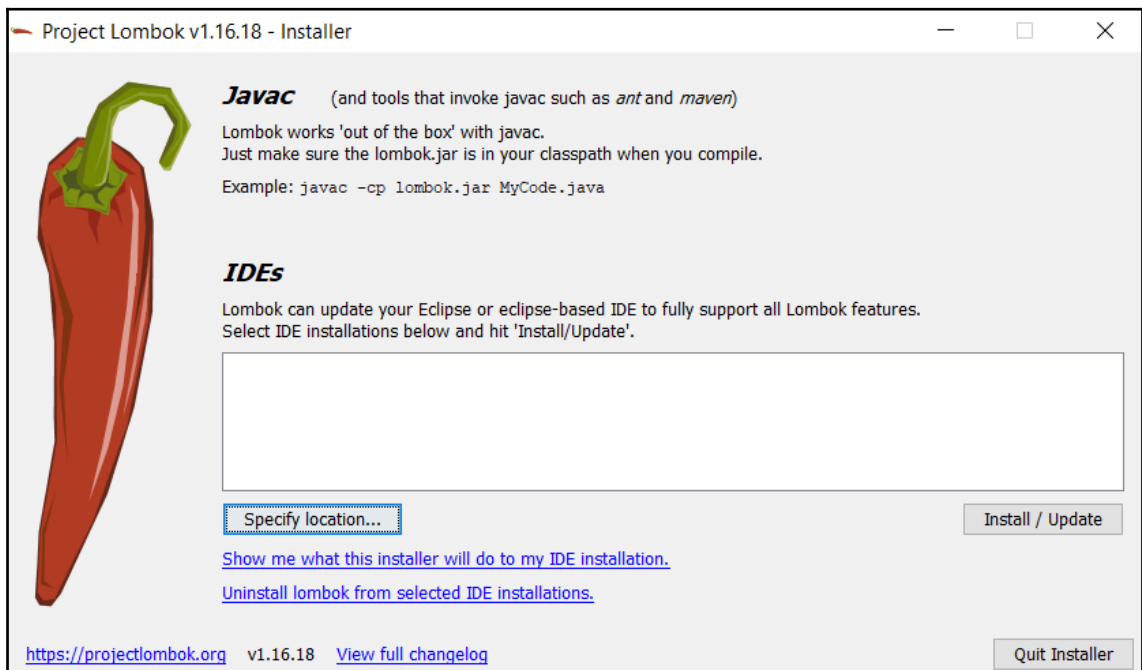 Project Lombok v1.16.18 - Installer
Javac (and tools that invoke javac such as ant and maven)
Lombok works 'out of the box' with javac.
Just make sure the lombok.jar is in your classpath when you compile.
Example: javac -cp lombok.jar MyCode.java
IDEs
Lombok can update your Eclipse or eclipse-based IDE to fully support all Lombok features.
Select IDE installations below and hit 'Install/Update'.
Specify location... Install / Update
Show me what this installer will do to my IDE installation.
Uninstall lombok from selected IDE installations.
https://projectlombok.org v1.16.18 View full changelog Quit Installer